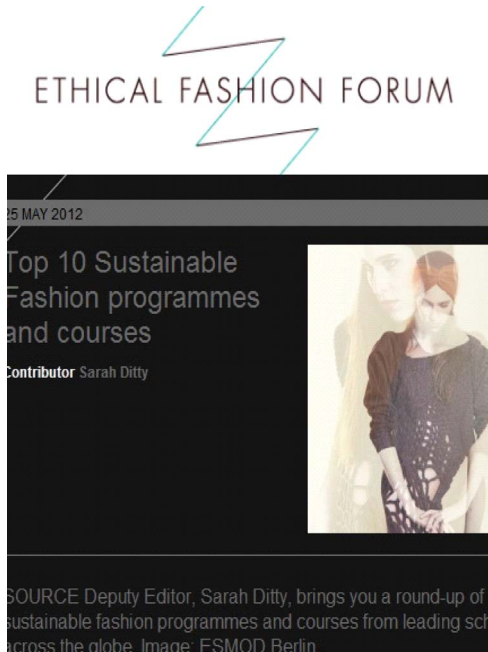 ETHICAL FASHION FORUM
25 MAY 2012
Top 10 Sustainable
Fashion programmes
and courses
Contributor Sarah Ditty
SOURCE Deputy Editor, Sarah Ditty, brings you a round-up of
sustainable fashion programmes and courses from leading sch
across the globe. Image: ESMOD Berlin